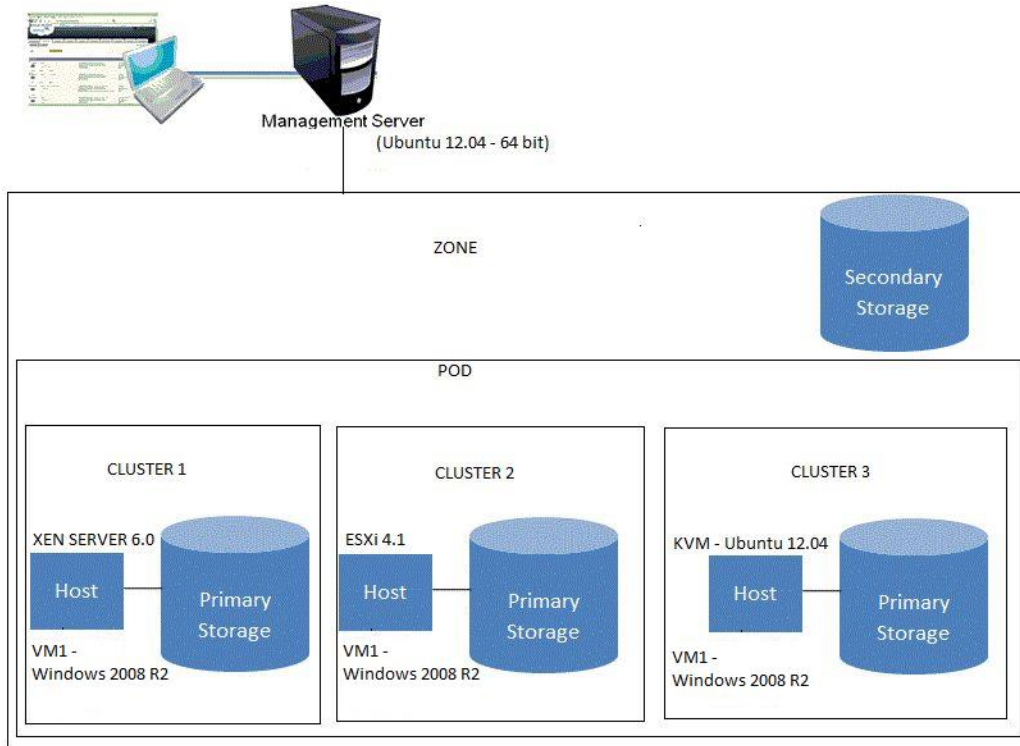 Management Server
(Ubuntu 12.04 - 64 bit)
ZONE
Secondary
Storage
POD
CLUSTER 1
XEN SERVER 6.0
Host
Primary
Storage
VM1 -
Windows 2008 R2
CLUSTER 2
ESXi 4.1
Host
Primary
Storage
VM1 -
Windows 2008 R2
CLUSTER 3
KVM - Ubuntu 12.04
Host
Primary
Storage
VM1 -
Windows 2008 R2